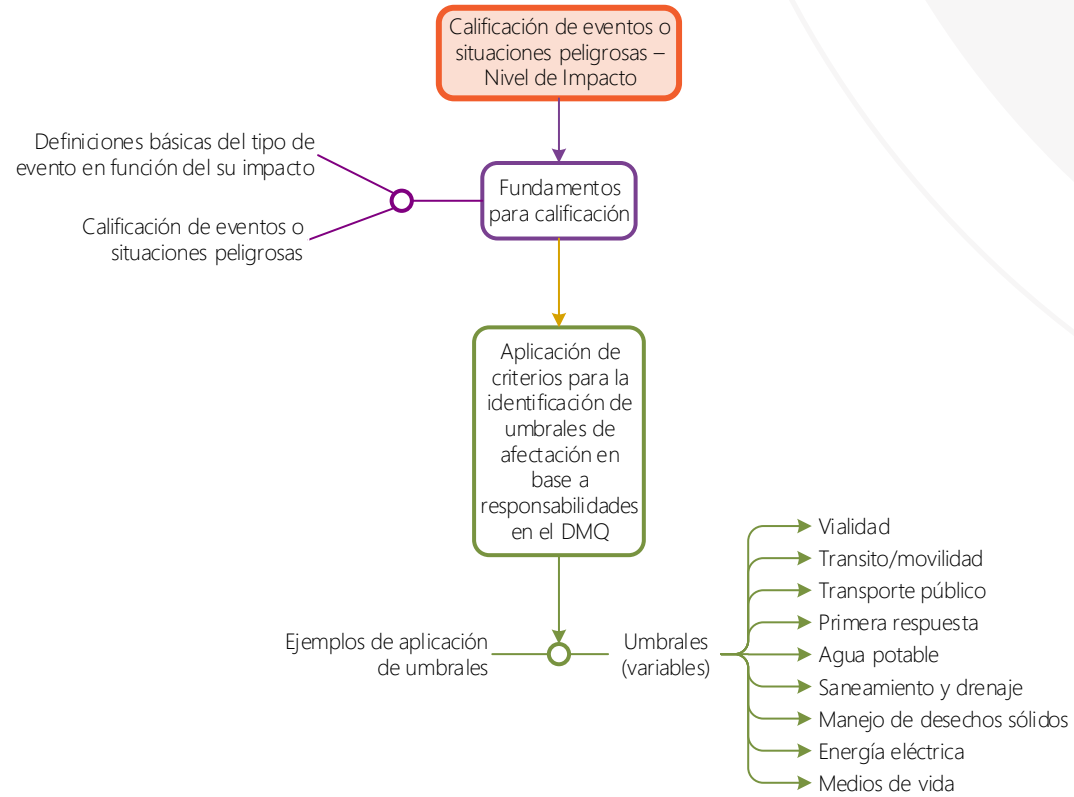 Calificación de eventos o
situaciones peligrosas –
Nivel de Impacto
Definiciones básicas del tipo de
evento en función del su impacto
Calificación de eventos o
situaciones peligrosas
Fundamentos
para calificación
Aplicación de
criterios para la
identificación de
umbrales de
afectación en
base a
responsabilidades
en el DMQ
Ejemplos de aplicación
de umbrales
Umbrales
(variables)
Vialidad
Transito/movilidad
Transporte público
Primera respuesta
Agua potable
Saneamiento y drenaje
Manejo de desechos sólidos
Energía eléctrica
Medios de vida